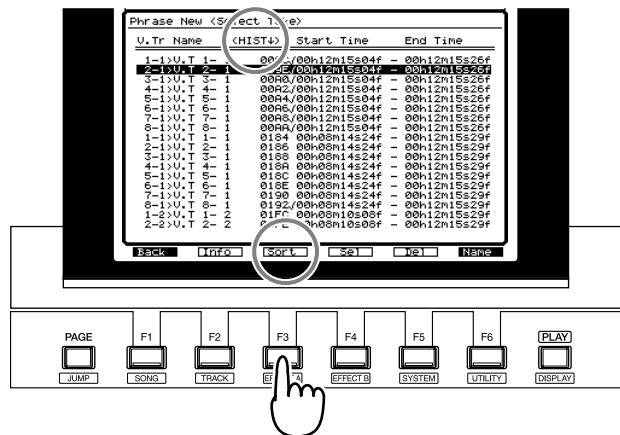 Phrase New (Select Take)
V.Tr Name (HIST↓) Start Time End Time
1-1>V.T 1- 1 /00h12m15s04f - 00h12m15s26f
2-1>V.T 2- 1 /00h12m15s04f - 00h12m15s26f
3-1>V.T 3- 1 00A0/00h12m15s04f - 00h12m15s26f
4-1>V.T 4- 1 00A2/00h12m15s04f - 00h12m15s26f
5-1>V.T 5- 1 00A4/00h12m15s04f - 00h12m15s26f
6-1>V.T 6- 1 00A6/00h12m15s04f - 00h12m15s26f
7-1>V.T 7- 1 00A8/00h12m15s04f - 00h12m15s26f
8-1>V.T 8- 1 00AA/00h12m15s04f - 00h12m15s26f
1-1>V.T 1- 1 0184 00h08m14s24f - 00h12m15s29f
2-1>V.T 2- 1 0186 00h08m14s24f - 00h12m15s29f
3-1>V.T 3- 1 0188 00h08m14s24f - 00h12m15s29f
4-1>V.T 4- 1 018A 00h08m14s24f - 00h12m15s29f
5-1>V.T 5- 1 018C 00h08m14s24f - 00h12m15s29f
6-1>V.T 6- 1 018E 00h08m14s24f - 00h12m15s29f
7-1>V.T 7- 1 0190 00h08m14s24f - 00h12m15s29f
8-1>V.T 8- 1 0192/00h08m14s24f - 00h12m15s29f
1-2>V.T 1- 2 01FC 00h08m10s08f - 00h12m15s29f
2-2>V.T 2- 2 00h08m10s08f - 00h12m15s29f
Back Info Sort Sel Del Name
PAGE F1 F2 F3 F4 F5 F6 PLAY
JUMP SONG TRACK EFFECT A EFFECT B SYSTEM UTILITY DISPLAY